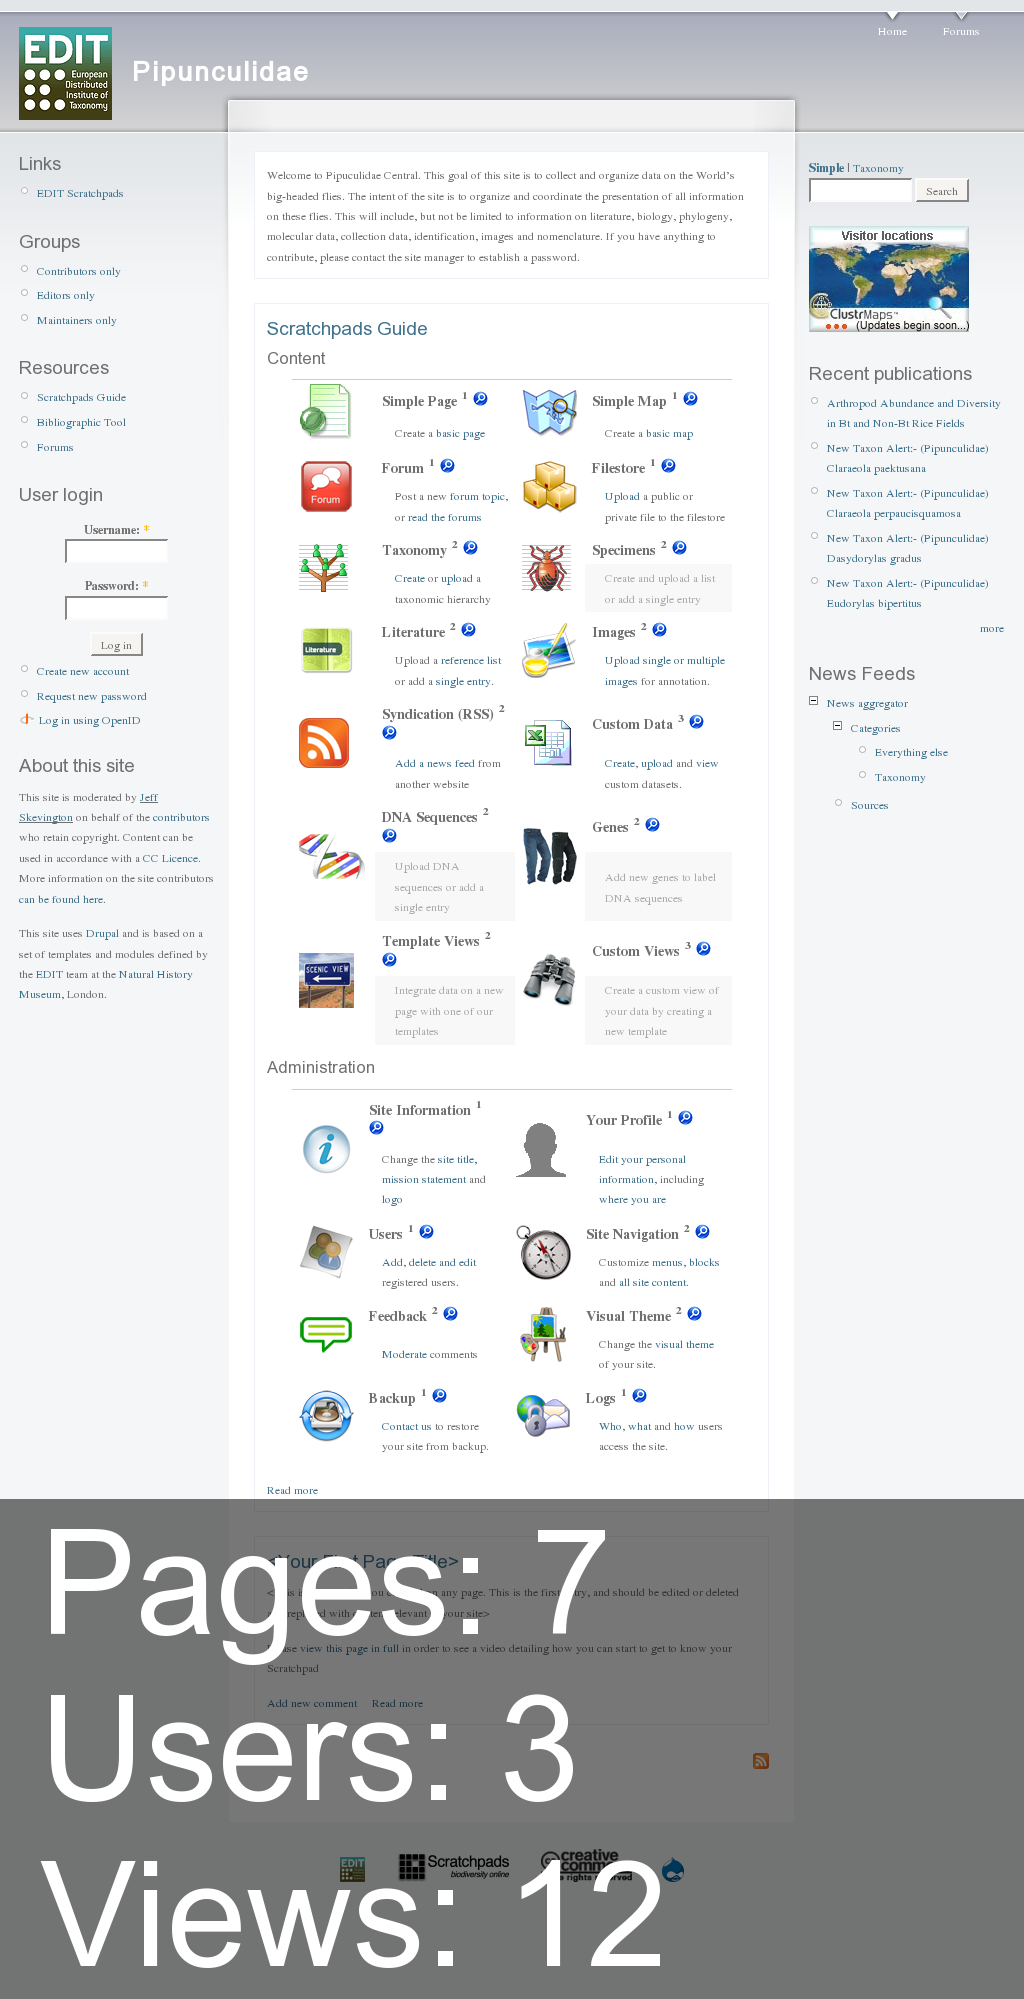 Home
Forums
EDIT
European
Distributed
Institute of
Taxonomy
Pipunculidae
Links
EDIT Scratchpads
Groups
Contributors only
Editors only
Maintainers only
Resources
Scratchpads Guide
Bibliographic Tool
Forums
User login
Username: *
Password: *
Log in
Create new account
Request new password
Log in using OpenID
About this site
This site is moderated by Jeff
Skevington on behalf of the contributors
who retain copyright. Content can be
used in accordance with a CC Licence.
More information on the site contributors
can be found here.
This site uses Drupal and is based on a
set of templates and modules defined by
the EDIT team at the Natural History
Museum, London.
Welcome to Pipuculidae Central. This goal of this site is to collect and organize data on the World's
big-headed flies. The intent of the site is to organize and coordinate the presentation of all information
on these flies. This will include, but not be limited to information on literature, biology, phylogeny,
molecular data, collection data, identification, images and nomenclature. If you have anything to
contribute, please contact the site manager to establish a password.
Scratchpads Guide
Content
Simple Page 1
Create a basic page
Simple Map 1
Create a basic map
Forum
Forum 1
Post a new forum topic,
or read the forums
Filestore 1
Upload a public or
private file to the filestore
Taxonomy 2
Create or upload a
taxonomic hierarchy
Specimens 2
Create and upload a list
or add a single entry
Literature
Literature 2
Upload a reference list
or add a single entry.
Images 2
Upload single or multiple
images for annotation.
Syndication (RSS) 2
Add a news feed from
another website
Custom Data 3
Create, upload and view
custom datasets.
DNA Sequences 2
Upload DNA
sequences or add a
single entry
Genes 2
Add new genes to label
DNA sequences
SCENIC VIEW
Template Views 2
Integrate data on a new
page with one of our
templates
Custom Views 3
Create a custom view of
your data by creating a
new template
Administration
Site Information 1
Change the site title,
mission statement and
logo
Your Profile 1
Edit your personal
information, including
where you are
Users 1
Add, delete and edit
registered users.
Site Navigation 2
Customize menus, blocks
and all site content.
Feedback 2
Moderate comments
Visual Theme 2
Change the visual theme
of your site.
Backup 1
Contact us to restore
your site from backup.
Logs 1
Who, what and how users
access the site.
Read more
Simple | Taxonomy
Search
Visitor locations
ClustrMaps™
(Updates begin soon...)
Recent publications
Arthropod Abundance and Diversity
in Bt and Non-Bt Rice Fields
New Taxon Alert:- (Pipunculidae)
Claraeola paektusana
New Taxon Alert:- (Pipunculidae)
Claraeola perpaucisquamosa
New Taxon Alert:- (Pipunculidae)
Dasydorylas gradus
New Taxon Alert:- (Pipunculidae)
Eudorylas bipertitus
more
News Feeds
News aggregator
Categories
Everything else
Taxonomy
Sources
<Your First Page Title>
on any page. This is the first entry, and should be edited or deleted
with relevant your site>
view this page in full in order to see a video detailing how you can start to get to know your
Scratchpad
Add new comment Read more
Pages: 7
Users: 3
Views: 12
EDIT
Scratchpads
biodiversity online
creative